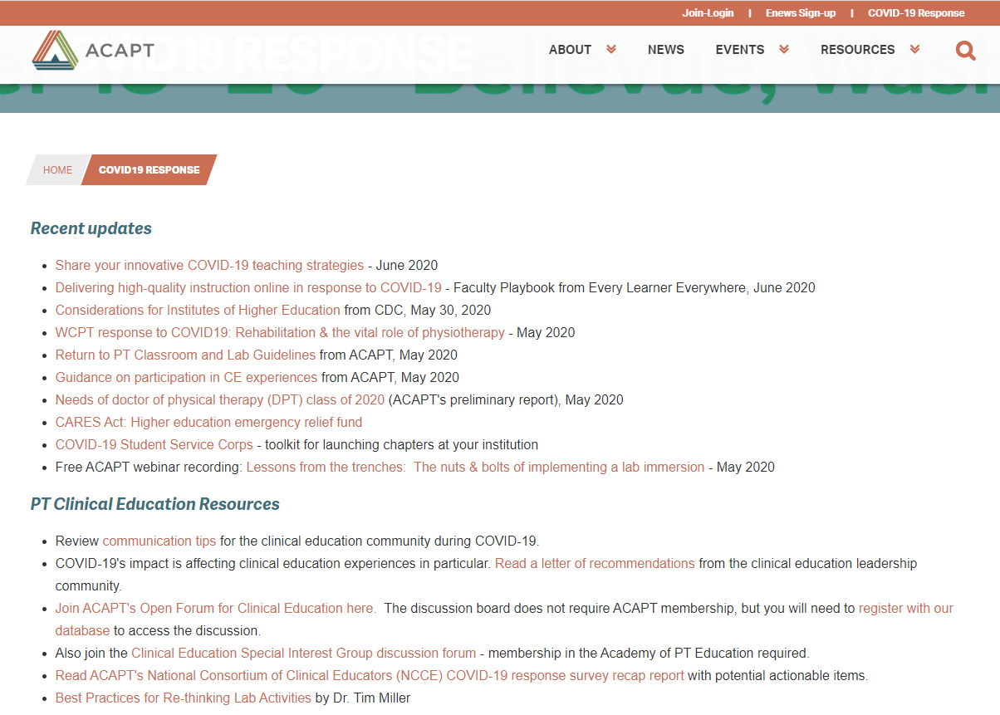 Join-Login | Enews Sign-up | COVID-19 Response
ACAPT
COVID19 RESPONSE
ABOUT NEWS EVENTS RESOURCES
Bellevue,
HOME COVID19 RESPONSE
Recent updates
Share your innovative COVID-19 teaching strategies - June 2020
Delivering high-quality instruction online in response to COVID-19 - Faculty Playbook from Every Learner Everywhere, June 2020
Considerations for Institutes of Higher Education from CDC, May 30, 2020
WCPT response to COVID19: Rehabilitation & the vital role of physiotherapy - May 2020
Return to PT Classroom and Lab Guidelines from ACAPT, May 2020
Guidance on participation in CE experiences from ACAPT, May 2020
Needs of doctor of physical therapy (DPT) class of 2020 (ACAPT's preliminary report), May 2020
CARES Act: Higher education emergency relief fund
COVID-19 Student Service Corps - toolkit for launching chapters at your institution
Free ACAPT webinar recording: Lessons from the trenches: The nuts & bolts of implementing a lab immersion - May 2020
PT Clinical Education Resources
Review communication tips for the clinical education community during COVID-19.
COVID-19's impact is affecting clinical education experiences in particular. Read a letter of recommendations from the clinical education leadership
community.
Join ACAPT's Open Forum for Clinical Education here. The discussion board does not require ACAPT membership, but you will need to register with our
database to access the discussion.
Also join the Clinical Education Special Interest Group discussion forum - membership in the Academy of PT Education required.
Read ACAPT's National Consortium of Clinical Educators (NCCE) COVID-19 response survey recap report with potential actionable items.
Best Practices for Re-thinking Lab Activities by Dr. Tim Miller